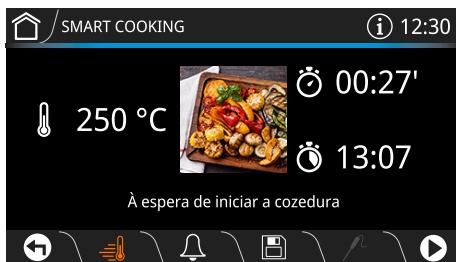 SMART COOKING
12:30
250 °C
00:27'
13:07
À espera de iniciar a cozedura